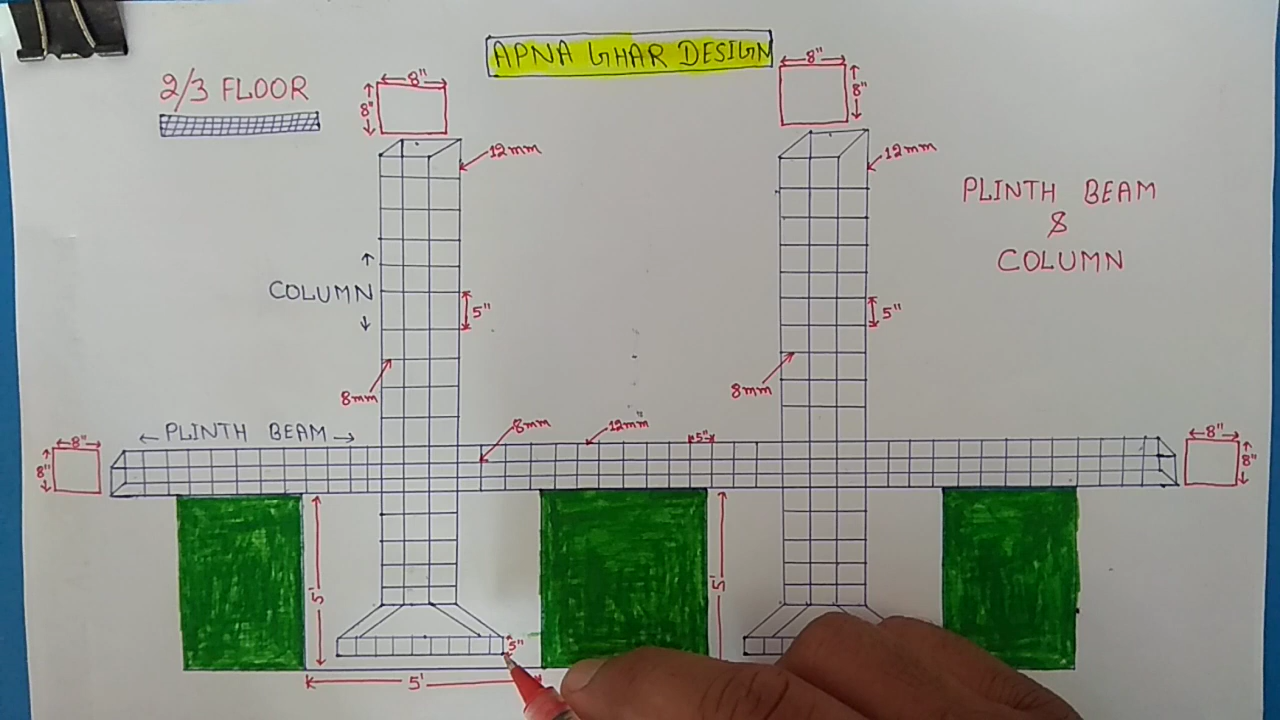 APNA GHAR DESIGN
2/3 FLOOR
8"
8"
8"
8"
12mm
12mm
PLINTH BEAM
&
COLUMN
COLUMN
5"
5"
8mm
8mm
PLINTH BEAM
8mm
12mm"
5"
8"
8"
8"
8"
5'
5'
5"
5'